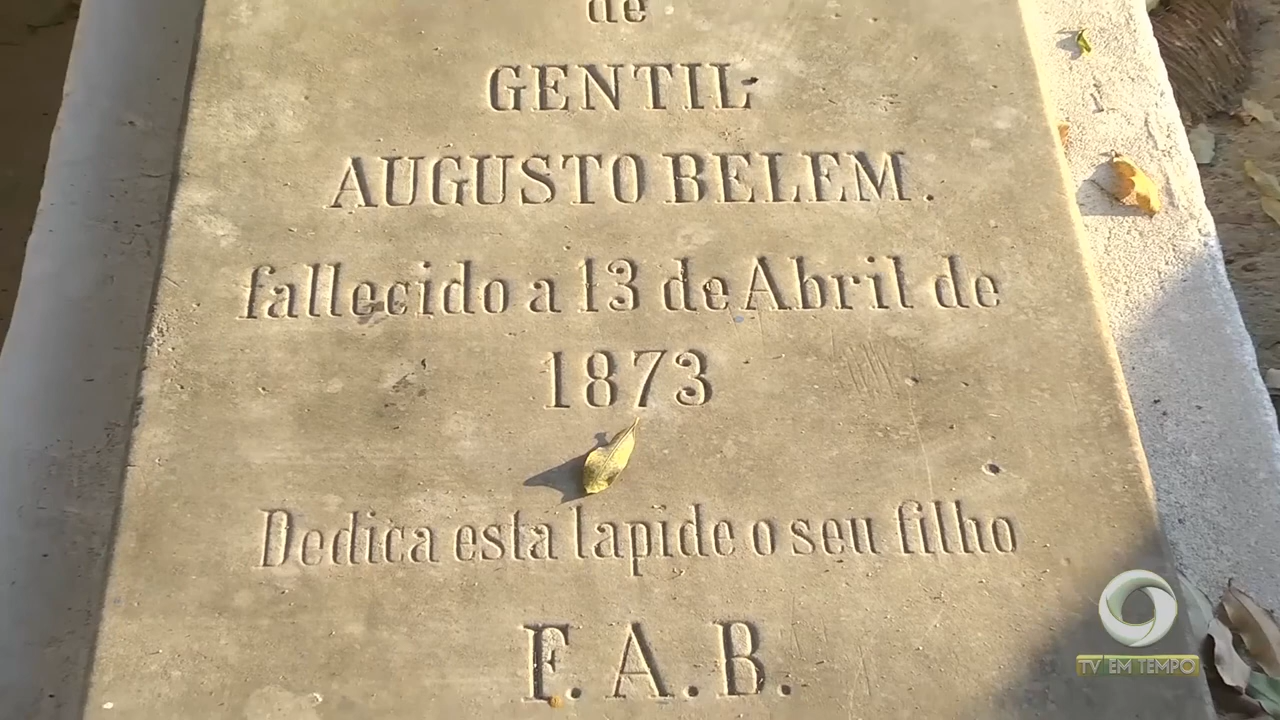 de
GENTIL
AUGUSTO BELEM.
fallecido a 13 de Abril de
1873
Dedica esta lapide o seu filho
F. A. B.
TV EM TEMPO